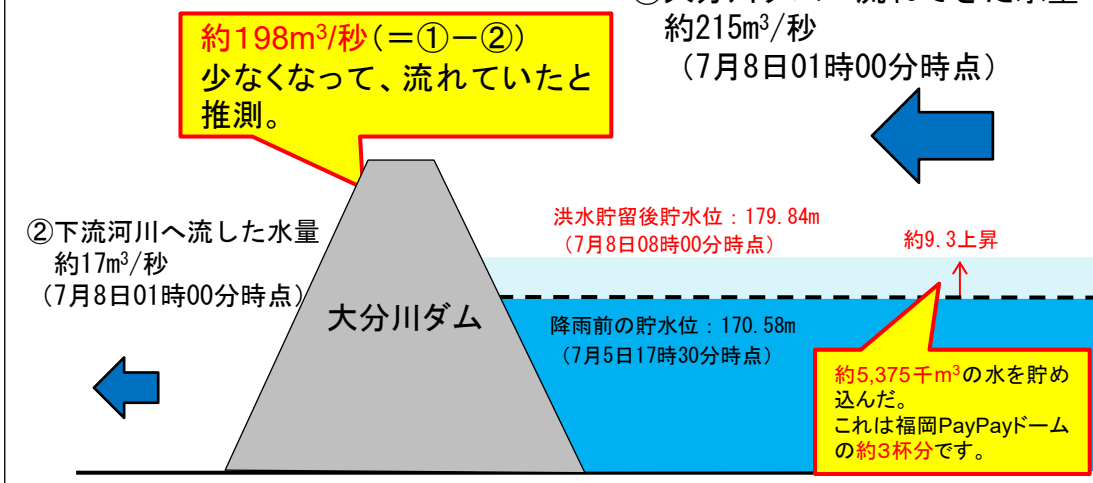 約198m³/秒(=①-②)
少なくなって、流れていたと
推測。
約215m³/秒
(7月8日01時00分時点)
②下流河川へ流した水量
約17m³/秒
(7月8日01時00分時点)
洪水貯留後貯水位:179.84m
(7月8日08時00分時点)
約9.3上昇
大分川ダム
降雨前の貯水位:170.58m
(7月5日17時30分時点)
約5,375千m³の水を貯め
込んだ。
これは福岡PayPayドーム
の約3杯分です。